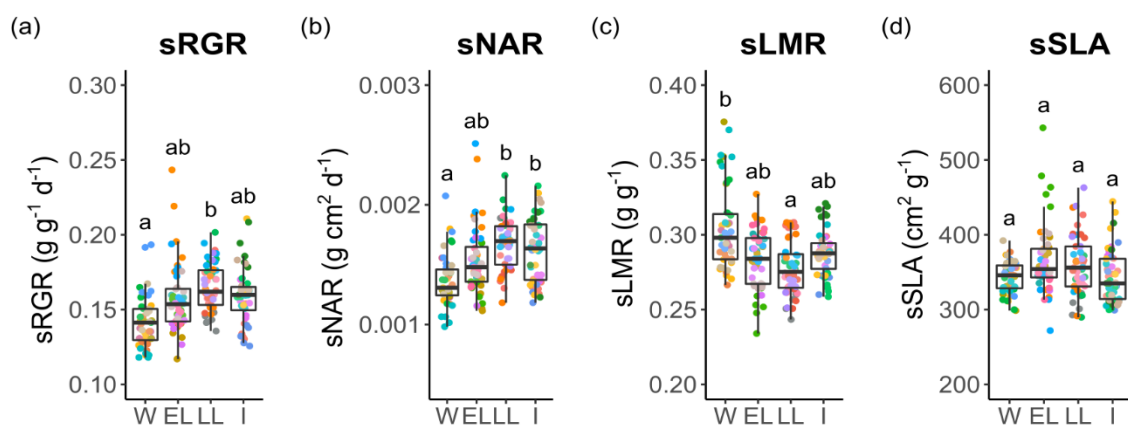 (a)
sRGR
sRGR (g g-1 d-1)
0.30
0.25
0.20
0.15
0.10
a
ab
b
ab
W EL LL I
(b)
sNAR
sNAR (g cm2 d-1)
0.003
0.002
0.001
a
ab
b
b
W EL LL I
(c)
sLMR
sLMR (g g-1)
0.40
0.35
0.30
0.25
0.20
b
ab
a
ab
W EL LL I
(d)
sSLA
sSLA (cm2 g-1)
600
500
400
300
200
a
a
a
a
W EL LL I